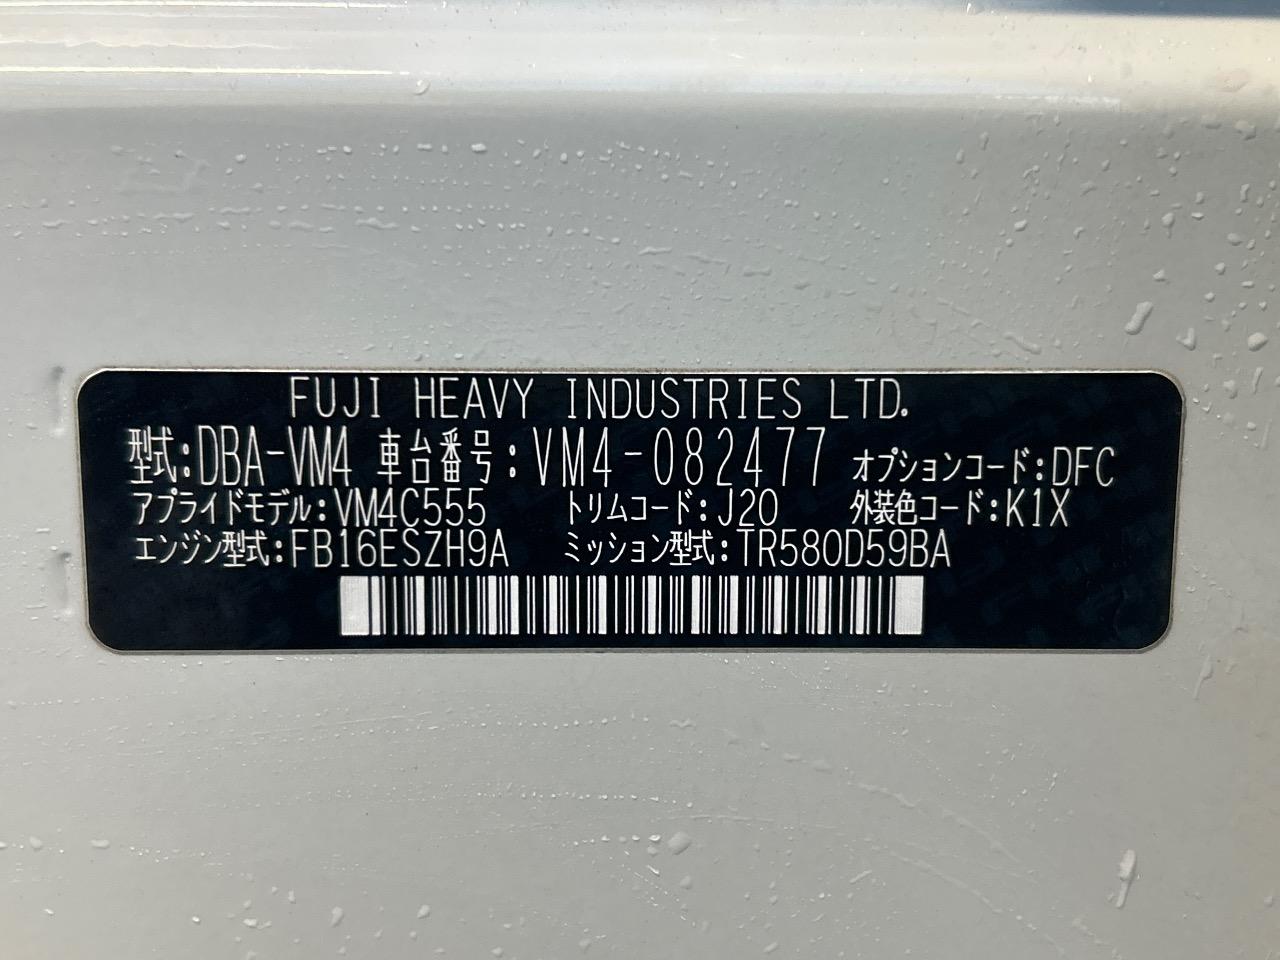 FUJI HEAVY INDUSTRIES LTD.
型式:DBA-VM4 車台番号:VM4-082477 オプションコード:DFC
アプライドモデル:VM4C555 トリムコード:J20 外装色コード:K1X
エンジン型式:FB16ESZH9A ミッション型式:TR580D59BA